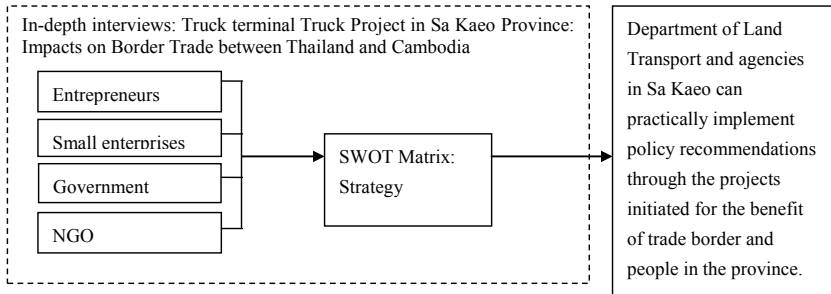 In-depth interviews: Truck terminal Truck Project in Sa Kaeo Province:
Impacts on Border Trade between Thailand and Cambodia
Entrepreneurs
Small enterprises
Government
NGO
SWOT Matrix:
Strategy
Department of Land
Transport and agencies
in Sa Kaeo can
practically implement
policy recommendations
through the projects
initiated for the benefit
of trade border and
people in the province.